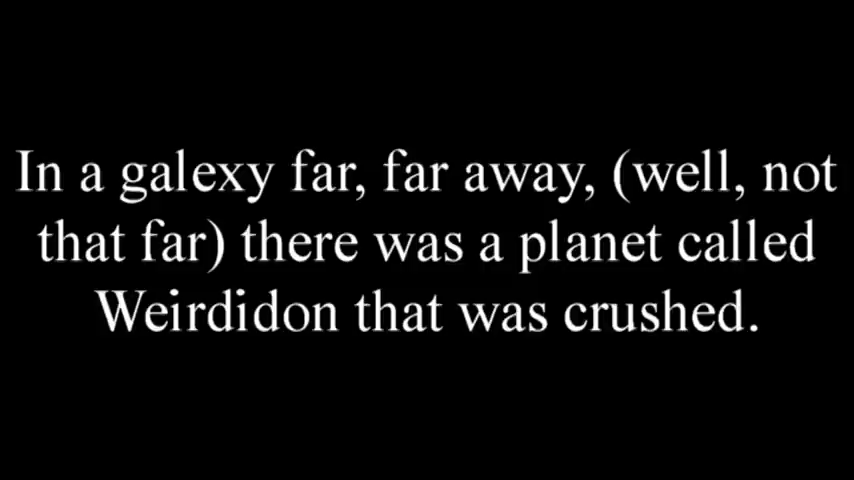 In a galexy far, far away, (well, not
that far) there was a planet called
Weirdidon that was crushed.